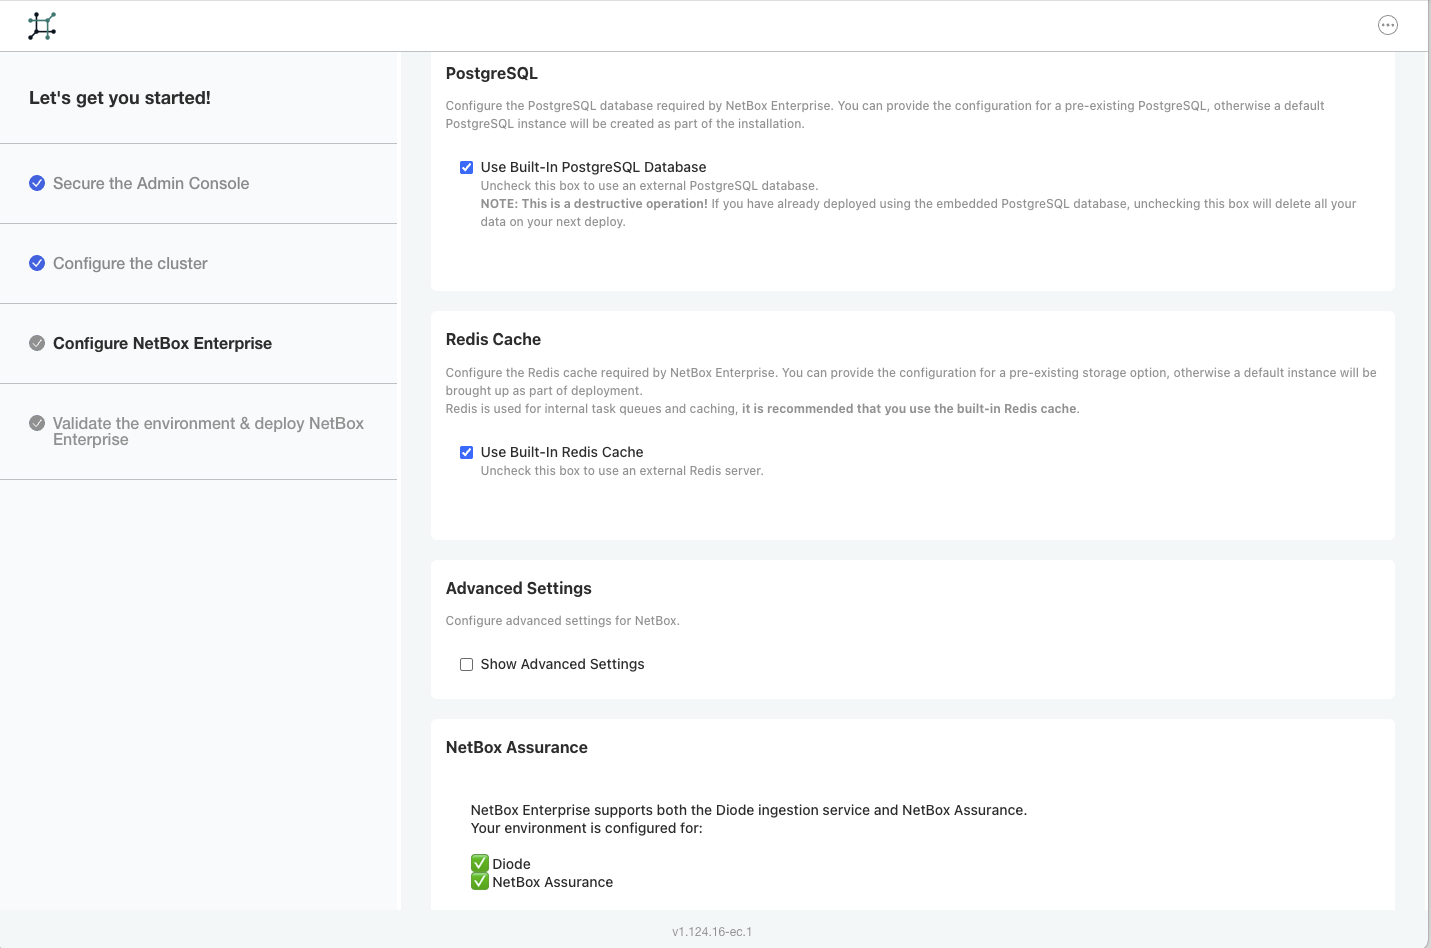 Let's get you started!
Secure the Admin Console
Configure the cluster
Configure NetBox Enterprise
Validate the environment & deploy NetBox
Enterprise
PostgreSQL
Configure the PostgreSQL database required by NetBox Enterprise. You can provide the configuration for a pre-existing PostgreSQL, otherwise a default
PostgreSQL instance will be created as part of the installation.
Use Built-In PostgreSQL Database
Uncheck this box to use an external PostgreSQL database.
NOTE: This is a destructive operation! If you have already deployed using the embedded PostgreSQL database, unchecking this box will delete all your
data on your next deploy.
Redis Cache
Configure the Redis cache required by NetBox Enterprise. You can provide the configuration for a pre-existing storage option, otherwise a default instance will be
brought up as part of deployment.
Redis is used for internal task queues and caching, it is recommended that you use the built-in Redis cache.
Use Built-In Redis Cache
Uncheck this box to use an external Redis server.
Advanced Settings
Configure advanced settings for NetBox.
Show Advanced Settings
NetBox Assurance
NetBox Enterprise supports both the Diode ingestion service and NetBox Assurance.
Your environment is configured for:
✅ Diode
✅ NetBox Assurance
v1.124.16-ec.1